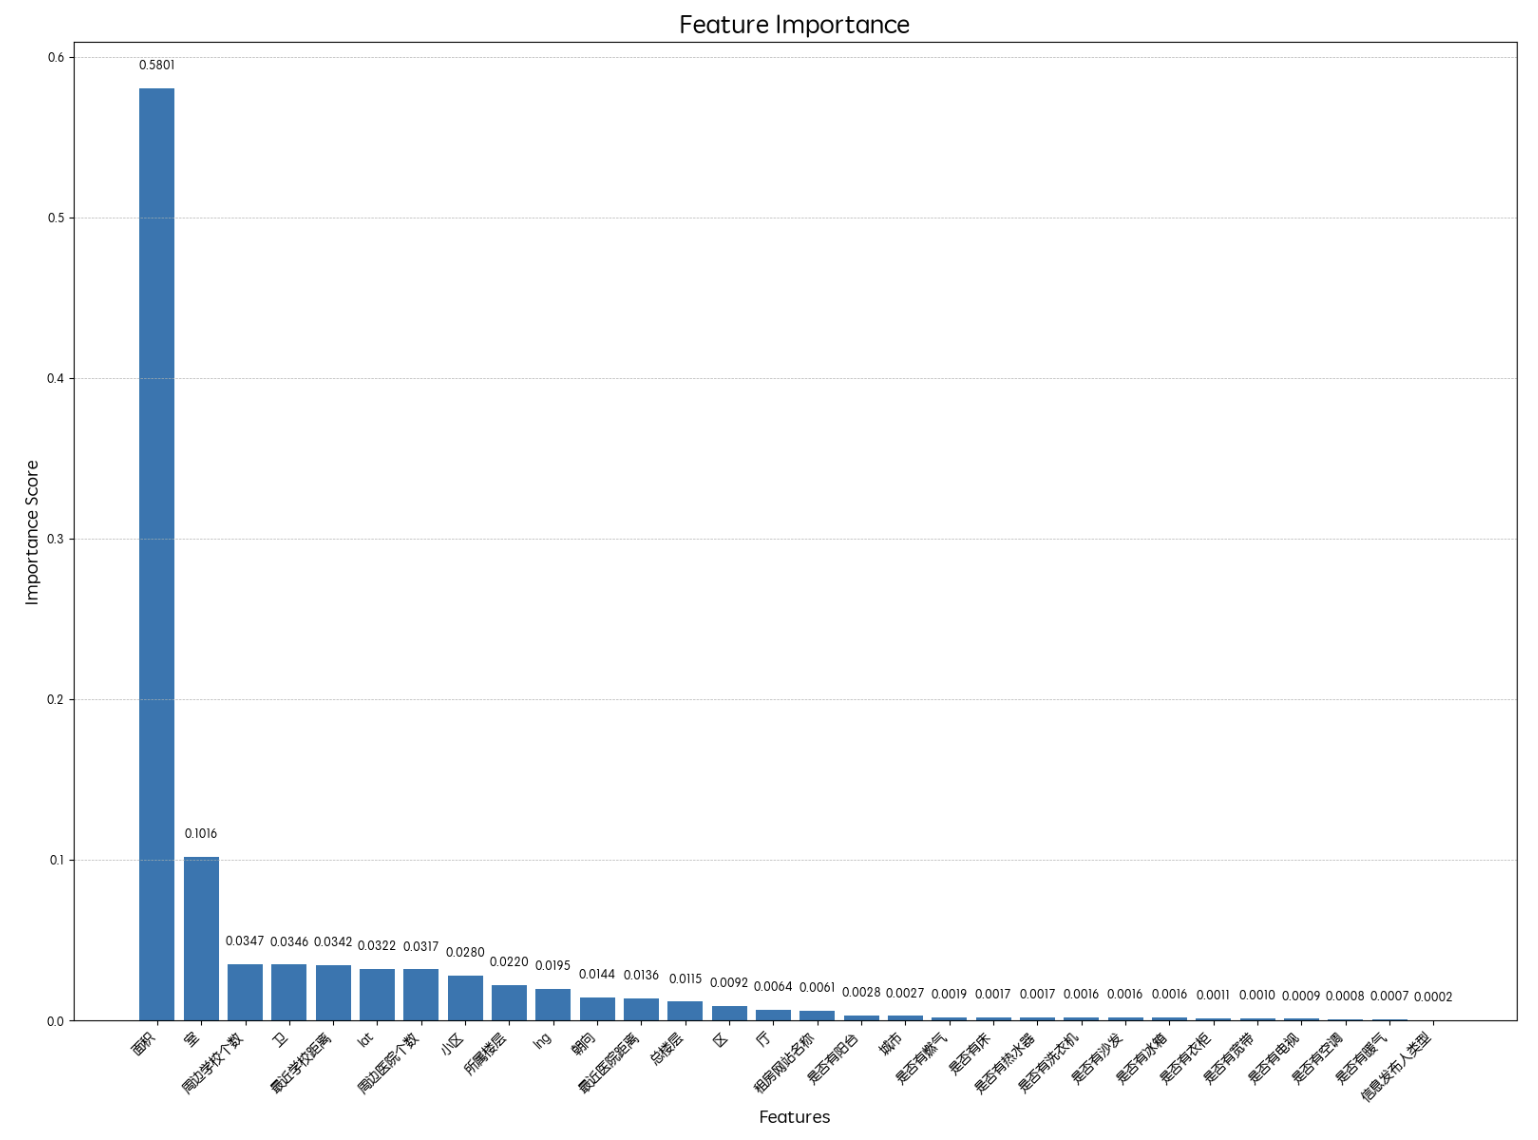 Feature Importance
Importance Score
0.6
0.5
0.4
0.3
0.2
0.1
0.0
0.5801
0.1016
0.0347
0.0346
0.0342
0.0322
0.0317
0.0280
0.0220
0.0195
0.0144
0.0136
0.0115
0.0092
0.0064
0.0061
0.0028
0.0027
0.0019
0.0017
0.0017
0.0016
0.0016
0.0016
0.0011
0.0010
0.0009
0.0008
0.0007
0.0002
面积
室
周边学校个数
卫
最近学校距离
lat
周边医院个数
小区
所属楼层
lng
朝向
最近医院距离
总楼层
区
厅
租房网站名称
是否有阳台
城市
是否有燃气
是否有床
是否有热水器
是否有洗衣机
是否有沙发
是否有冰箱
是否有衣柜
是否有宽带
是否有电视
是否有空调
是否有暖气
信息发布人类型
Features